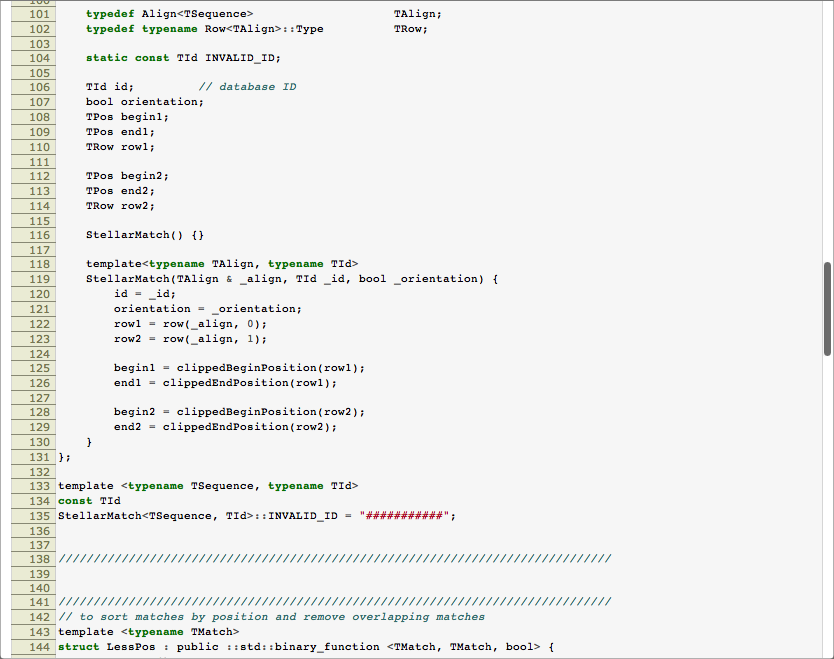 101 typedef Align<TSequence> TAlign;
102 typedef typename Row<TAlign>::Type TRow;
103
104 static const TId INVALID_ID;
105
106 TId id; // database ID
107 bool orientation;
108 TPos begin1;
109 TPos end1;
110 TRow row1;
111
112 TPos begin2;
113 TPos end2;
114 TRow row2;
115
116 StellarMatch() {}
117
118 template<typename TAlign, typename TId>
119 StellarMatch(TAlign & _align, TId _id, bool _orientation) {
120 id = _id;
121 orientation = _orientation;
122 row1 = row(_align, 0);
123 row2 = row(_align, 1);
124
125 begin1 = clippedBeginPosition(row1);
126 end1 = clippedEndPosition(row1);
127
128 begin2 = clippedBeginPosition(row2);
129 end2 = clippedEndPosition(row2);
130 }
131 };
132
133 template <typename TSequence, typename TId>
134 const TId
135 StellarMatch<TSequence, TId>::INVALID_ID = "###########";
136
137
138 ///////////////////////////////////////////////////////////////////////////////
139
140
141 ///////////////////////////////////////////////////////////////////////////////
142 // to sort matches by position and remove overlapping matches
143 template <typename TMatch>
144 struct LessPos : public ::std::binary_function <TMatch, TMatch, bool> {